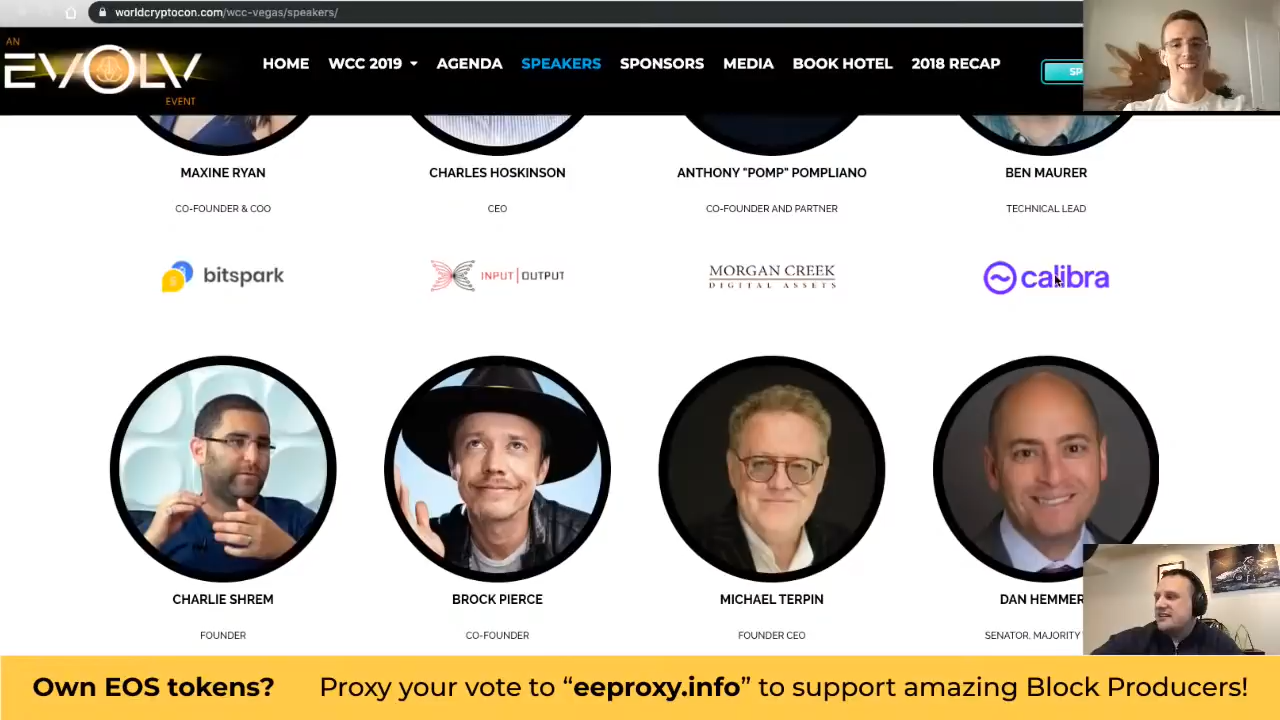 worldcryptocon.com/wcc-vegas/speakers/
AN
EVOLV
EVENT
HOME WCC 2019 AGENDA SPEAKERS SPONSORS MEDIA BOOK HOTEL 2018 RECAP
SP
MAXINE RYAN CHARLES HOSKINSON ANTHONY "POMP" POMPLIANO BEN MAURER
CO-FOUNDER & COO CEO CO-FOUNDER AND PARTNER TECHNICAL LEAD
bitspark INPUT | OUTPUT MORGAN CREEK calibra
DIGITAL ASSETS
CHARLIE SHREM BROCK PIERCE MICHAEL TERPIN DAN HEMMER
FOUNDER CO-FOUNDER FOUNDER CEO SENATOR, MAJORITY
Own EOS tokens? Proxy your vote to “eeproxy.info” to support amazing Block Producers!